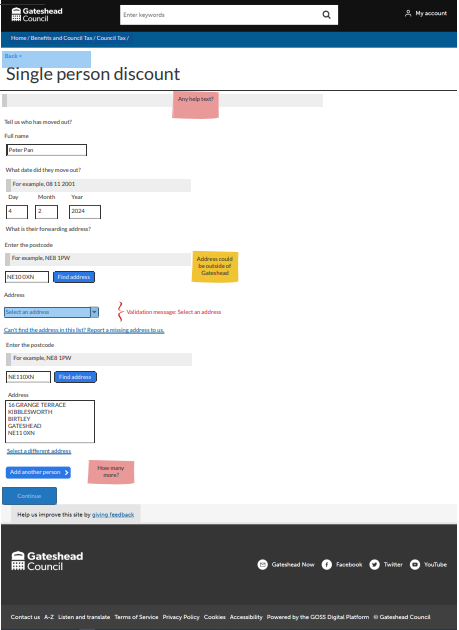 Gateshead
Council
Enter keywords
My account
Home / Benefits and Council Tax / Council Tax /
Back <
Single person discount
Any help text?
Tell us who has moved out?
Full name
Peter Pan
What date did they move out?
For example, 08 11 2001
Day Month Year
4 2 2024
What is their forwarding address?
Enter the postcode
For example, NE8 1PW
Address could
be outside of
Gateshead
NE10 0XN Find address
Address
Select an address
Validation message: Select an address
Can't find the address in this list? Report a missing address to us.
Enter the postcode
For example, NE8 1PW
NE110XN Find address
Address
16 GRANGE TERRACE
KIBBLESWORTH
BIRTLEY
GATESHEAD
NE11 0XN
Select a different address
Add another person
How many
more?
Continue
Help us improve this site by giving feedback
Gateshead
Council
Gateshead Now Facebook Twitter YouTube
Contact us A-Z Listen and translate Terms of Service Privacy Policy Cookies Accessibility Powered by the GOSS Digital Platform © Gateshead Council